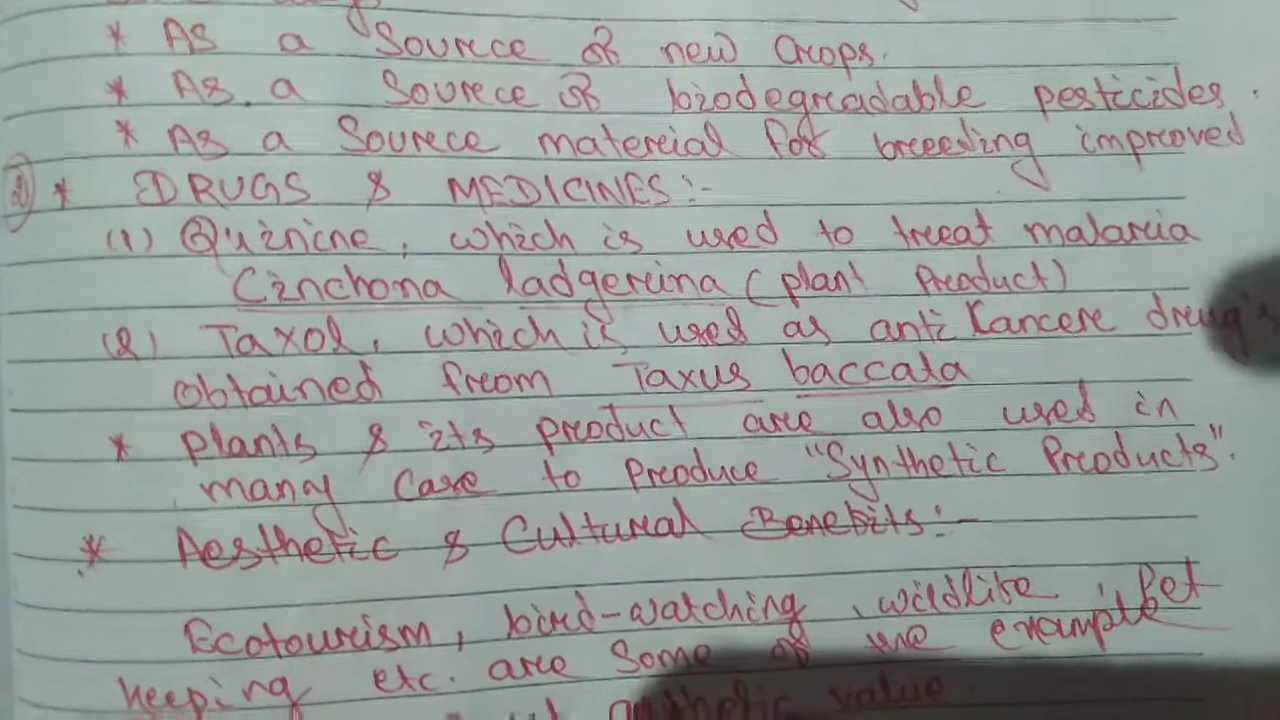 * As a Source of new Crops.
* As a Source of biodegradable pesticides.
* As a Source material for breeding improved
2) * DRUGS & MEDICINES:-
(1) Quinine, which is used to treat malaria
Cinchona ladgerina (plant Product)
(2) Taxol, which is used as anti Cancer drug's
Obtained from Taxus baccata
* plants & its product are also used in
many Case to Produce "Synthetic Products".
* Aesthetic & Cultural Benefits:-
Ecotourism, bird-watching, wildlife, Pet
keeping etc. are Some of the example
value